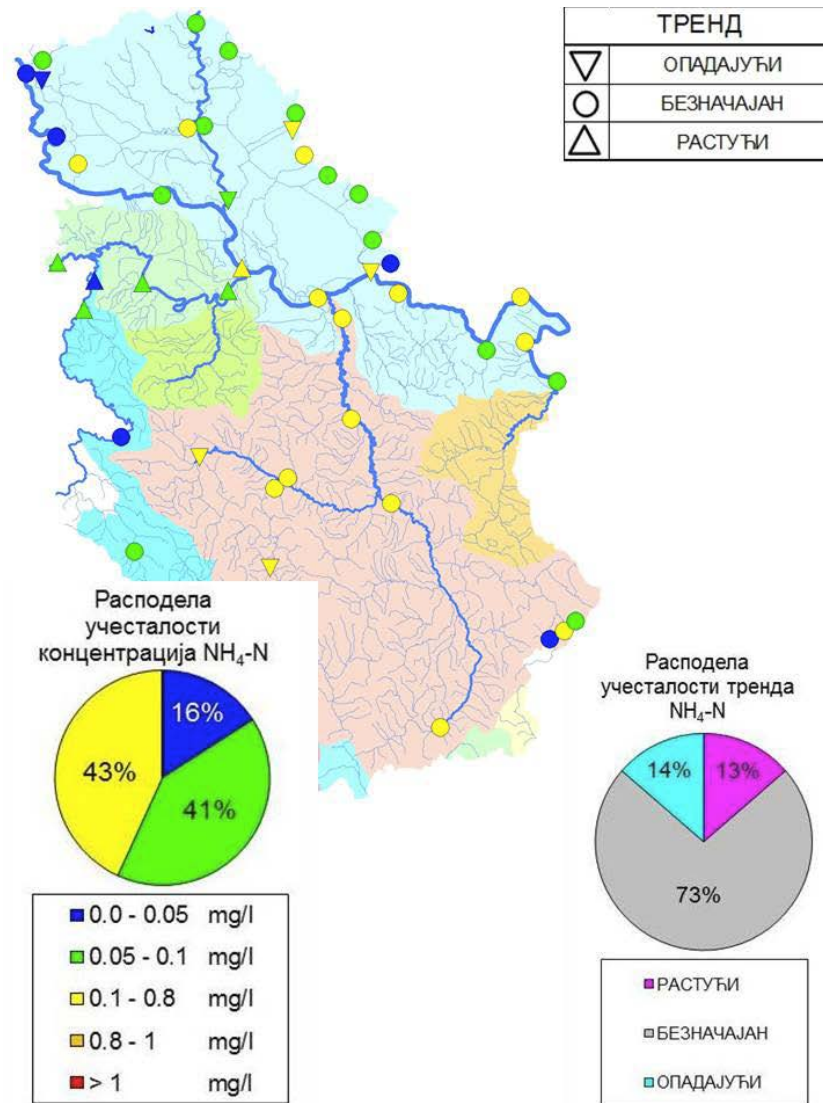 ТРЕНД
ОПАДАЈУЋИ
БЕЗНАЧАЈАН
РАСТУЋИ
Расподела
учесталости
концентрација NH₄-N
16%
43%
41%
0.0 - 0.05 mg/l
0.05 - 0.1 mg/l
0.1 - 0.8 mg/l
0.8 - 1 mg/l
> 1 mg/l
Расподела
учесталости тренда
NH₄-N
14%
13%
73%
РАСТУЋИ
БЕЗНАЧАЈАН
ОПАДАЈУЋИ